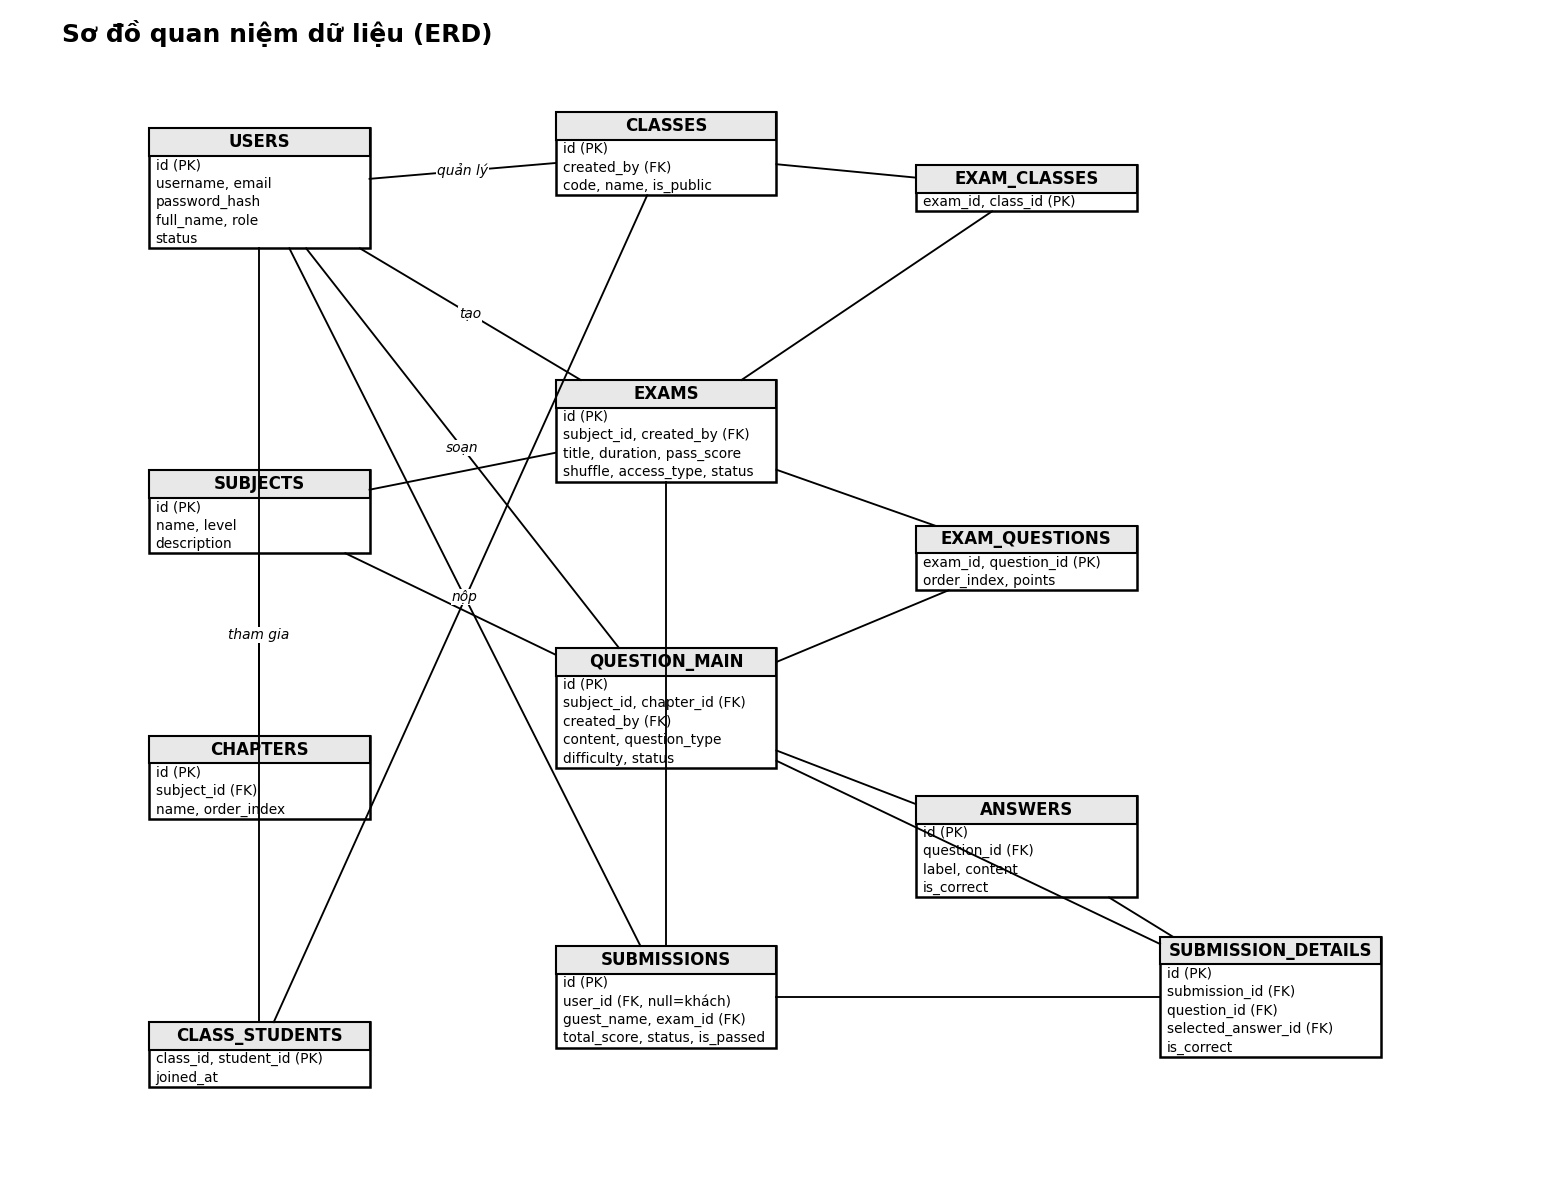 Sơ đồ quan niệm dữ liệu (ERD)
USERS
id (PK)
username, email
password_hash
full_name, role
status
quản lý
CLASSES
id (PK)
created_by (FK)
code, name, is_public
EXAM_CLASSES
exam_id, class_id (PK)
tạo
EXAMS
id (PK)
subject_id, created_by (FK)
title, duration, pass_score
shuffle, access_type, status
soạn
SUBJECTS
id (PK)
name, level
description
EXAM_QUESTIONS
exam_id, question_id (PK)
order_index, points
nộp
tham gia
QUESTION_MAIN
id (PK)
subject_id, chapter_id (FK)
created_by (FK)
content, question_type
difficulty, status
CHAPTERS
id (PK)
subject_id (FK)
name, order_index
ANSWERS
id (PK)
question_id (FK)
label, content
is_correct
SUBMISSIONS
id (PK)
user_id (FK, null=khách)
guest_name, exam_id (FK)
total_score, status, is_passed
SUBMISSION_DETAILS
id (PK)
submission_id (FK)
question_id (FK)
selected_answer_id (FK)
is_correct
CLASS_STUDENTS
class_id, student_id (PK)
joined_at